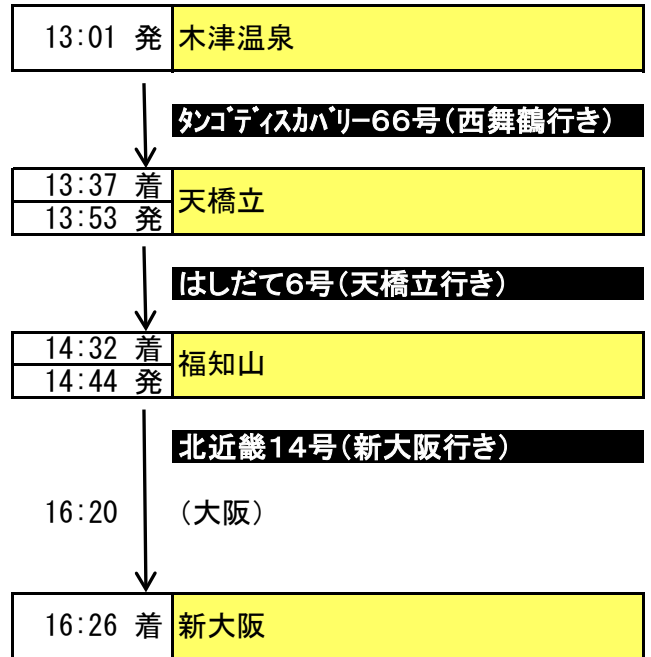 13:01 発 木津温泉
ﾀﾝｺﾞﾃﾞｨｽｶﾊﾞﾘｰ66号(西舞鶴行き)
13:37 着
天橋立
13:53 発
はしだて6号(天橋立行き)
14:32 着
福知山
14:44 発
北近畿14号(新大阪行き)
16:20 (大阪)
16:26 着 新大阪